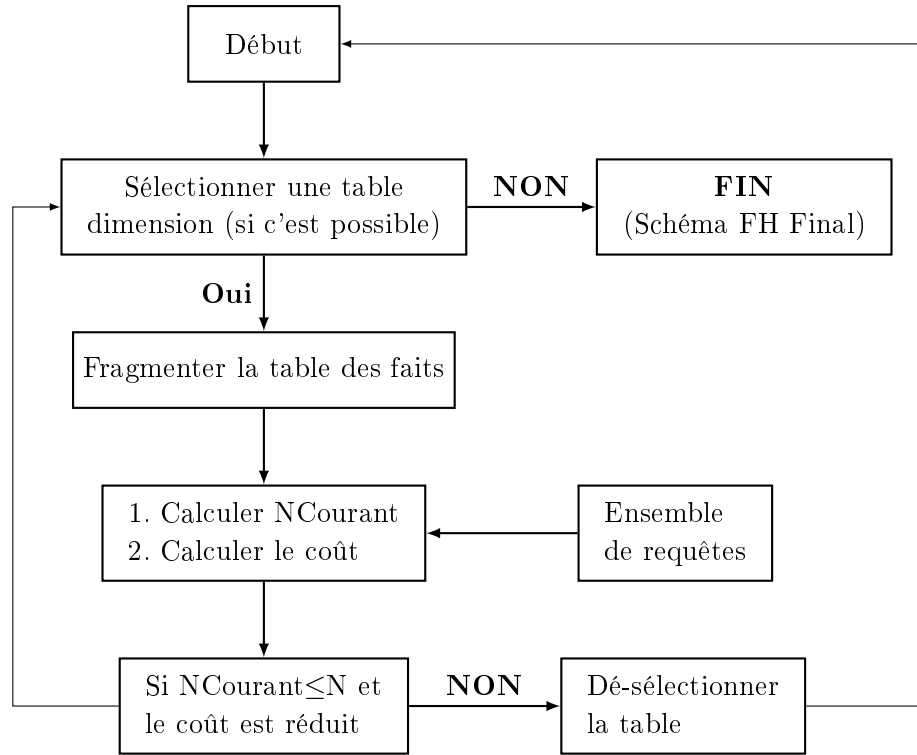 Début
Sélectionner une table
dimension (si c'est possible)
NON
FIN
(Schéma FH Final)
Oui
Fragmenter la table des faits
1. Calculer NCourant
2. Calculer le coût
Ensemble
de requêtes
Si NCourant≤N et
le coût est réduit
NON
Dé-sélectionner
la table